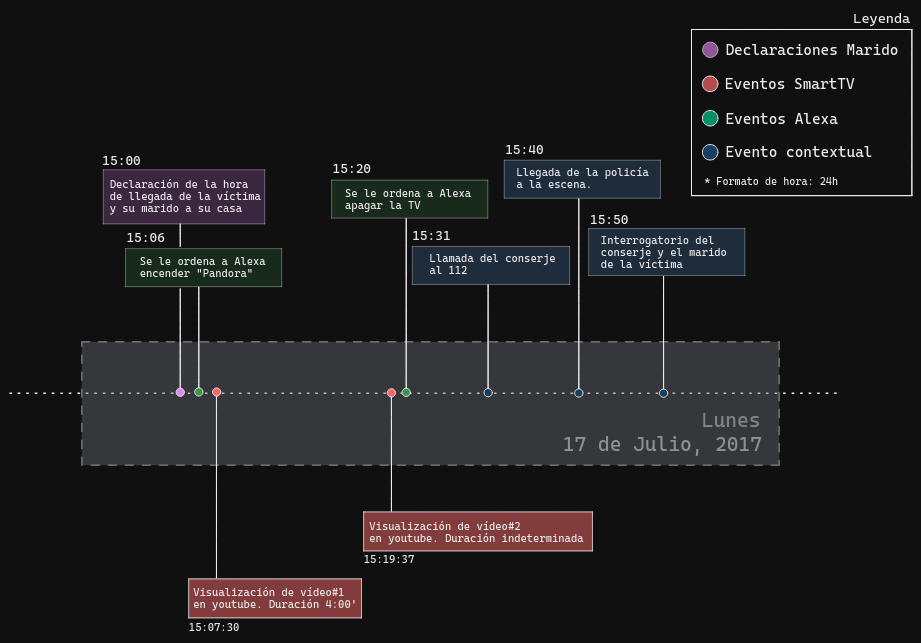 Leyenda
Declaraciones Marido
Eventos SmartTV
Eventos Alexa
Evento contextual
* Formato de hora: 24h
15:00
Declaración de la hora
de llegada de la víctima
y su marido a su casa
15:06
Se le ordena a Alexa
encender "Pandora"
15:20
Se le ordena a Alexa
apagar la TV
15:31
Llamada del conserje
al 112
15:40
Llegada de la policía
a la escena.
15:50
Interrogatorio del
conserje y el marido
de la víctima
Lunes
17 de Julio, 2017
Visualización de vídeo#2
en youtube. Duración indeterminada
15:19:37
Visualización de vídeo#1
en youtube. Duración 4:00'
15:07:30